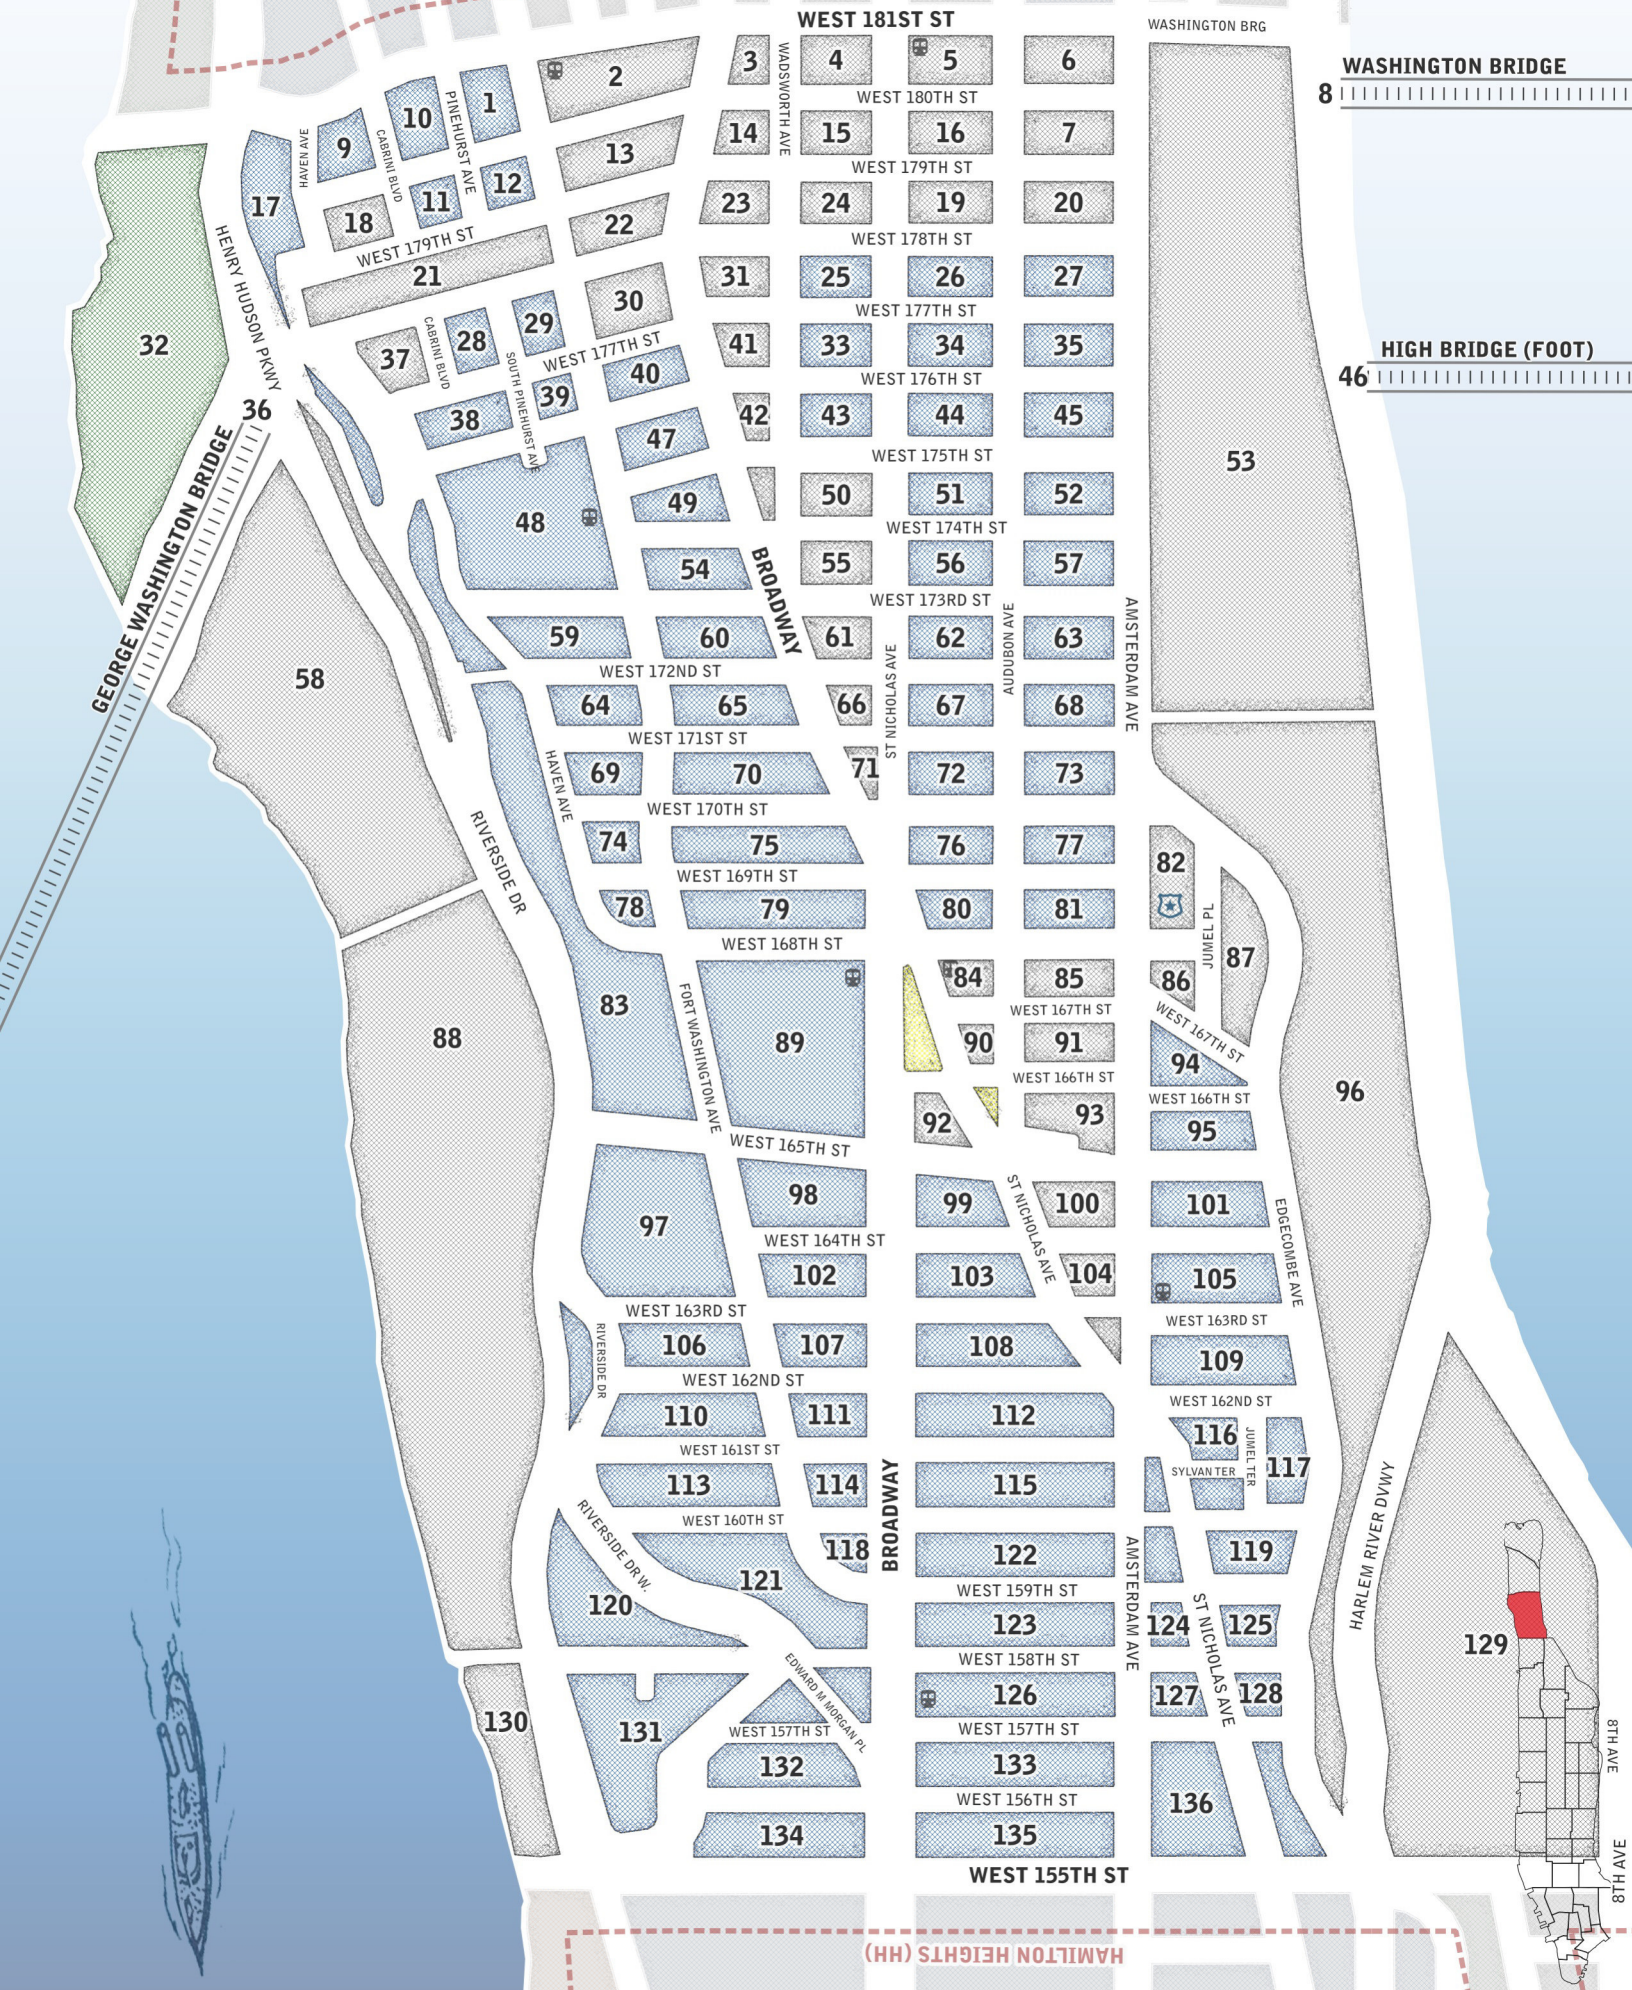 WEST 181ST ST
WASHINGTON BRG
WASHINGTON BRIDGE
8
3
WADSWORTH AVE
4
5
6
2
1
PINEHURST AVE
10
WEST 180TH ST
9
HAVEN AVE
CABRINI BLVD
14
15
16
7
13
WEST 179TH ST
12
11
17
18
23
24
19
20
22
WEST 179TH ST
WEST 178TH ST
21
HENRY HUDSON PKWY
31
25
26
27
30
WEST 177TH ST
29
28
CABRINI BLVD
37
32
WEST 177TH ST
SOUTH PINEHURST AVE
41
33
34
35
HIGH BRIDGE (FOOT)
46
40
39
WEST 176TH ST
38
36
GEORGE WASHINGTON BRIDGE
42
43
44
45
47
WEST 175TH ST
53
49
48
50
51
52
WEST 174TH ST
54
BROADWAY
55
56
57
WEST 173RD ST
AUDUBON AVE
AMSTERDAM AVE
59
60
61
62
63
WEST 172ND ST
58
64
65
66
ST NICHOLAS AVE
67
68
WEST 171ST ST
HAVEN AVE
69
70
71
72
73
WEST 170TH ST
RIVERSIDE DR
74
75
76
77
82
WEST 169TH ST
78
79
80
81
JUMEL PL
WEST 168TH ST
87
84
85
86
83
FORT WASHINGTON AVE
WEST 167TH ST
WEST 167TH ST
88
89
90
91
94
WEST 166TH ST
WEST 166TH ST
96
92
93
95
WEST 165TH ST
98
99
ST NICHOLAS AVE
100
101
EDGECOMBE AVE
97
WEST 164TH ST
102
103
104
105
WEST 163RD ST
WEST 163RD ST
RIVERSIDE DR
106
107
108
109
WEST 162ND ST
WEST 162ND ST
110
111
112
116
JUMEL TER
WEST 161ST ST
SYLVAN TER
117
113
114
BROADWAY
115
HARLEM RIVER DVWY
WEST 160TH ST
RIVERSIDE DR W.
118
122
AMSTERDAM AVE
119
121
WEST 159TH ST
120
123
124
ST NICHOLAS AVE
125
129
WEST 158TH ST
EDWARD M MORGAN PL
126
127
128
130
131
WEST 157TH ST
WEST 157TH ST
8TH AVE
132
133
WEST 156TH ST
136
134
135
8TH AVE
WEST 155TH ST
HAMILTON HEIGHTS (HH)